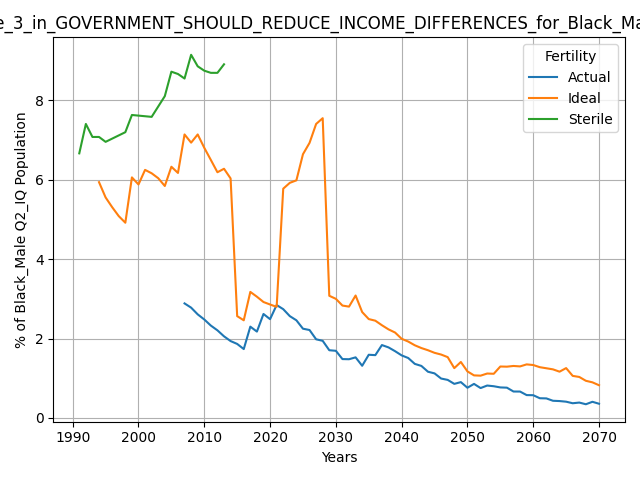 e_3_in_GOVERNMENT_SHOULD_REDUCE_INCOME_DIFFERENCES_for_Black_Ma
Fertility
Actual
Ideal
Sterile
% of Black_Male Q2_IQ Population
8
6
4
2
0
1990 2000 2010 2020 2030 2040 2050 2060 2070
Years